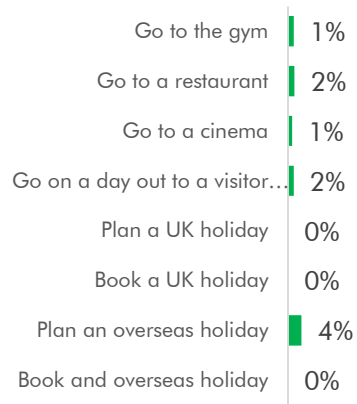 Go to the gym 1%
Go to a restaurant 2%
Go to a cinema 1%
Go on a day out to a visitor... 2%
Plan a UK holiday 0%
Book a UK holiday 0%
Plan an overseas holiday 4%
Book and overseas holiday 0%